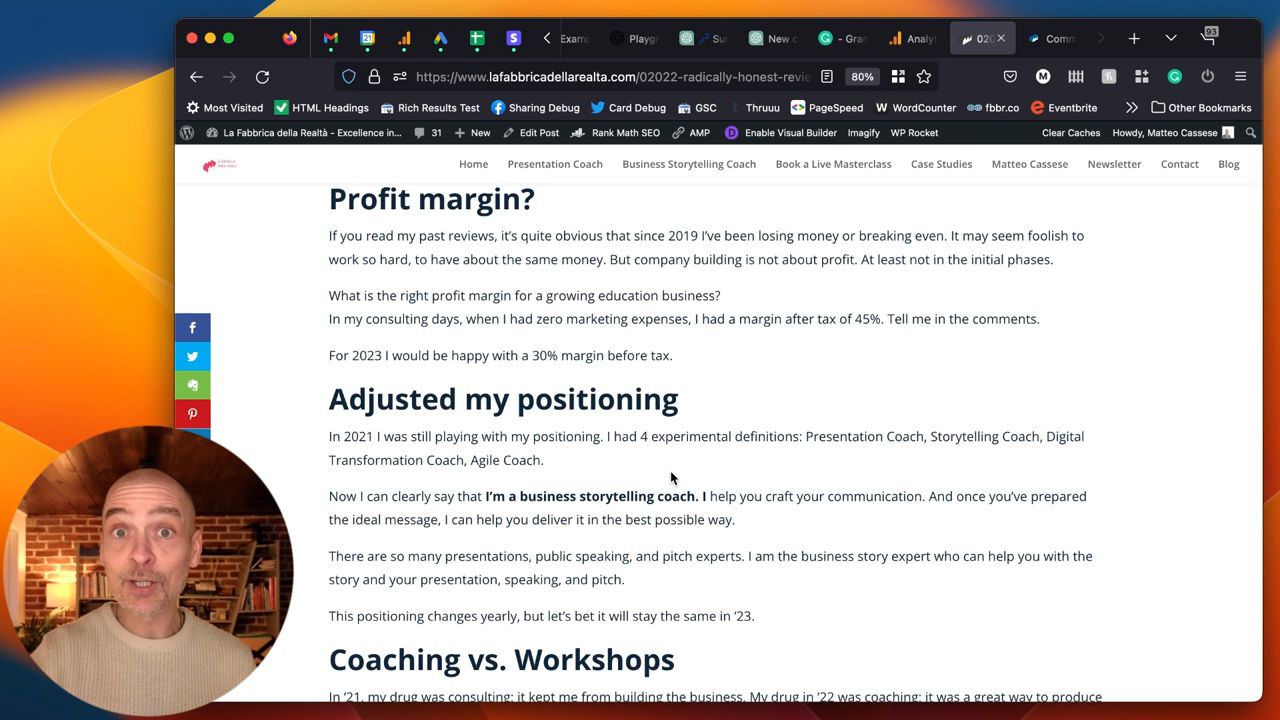 Examp
Playgr
Sur
New c
- Gran
Analyt
020
Comm
93
https://www.lafabbricadellarealta.com/02022-radically-honest-revie
80%
Most Visited
HTML Headings
Rich Results Test
Sharing Debug
Card Debug
GSC
Thruuu
PageSpeed
WordCounter
fbbr.co
Eventbrite
Other Bookmarks
La Fabbrica della Realtà - Excellence in...
31
New
Edit Post
Rank Math SEO
AMP
Enable Visual Builder
Imagify
WP Rocket
Clear Caches
Howdy, Matteo Cassese
Home
Presentation Coach
Business Storytelling Coach
Book a Live Masterclass
Case Studies
Matteo Cassese
Newsletter
Contact
Blog
Profit margin?
If you read my past reviews, it’s quite obvious that since 2019 I’ve been losing money or breaking even. It may seem foolish to
work so hard, to have about the same money. But company building is not about profit. At least not in the initial phases.
What is the right profit margin for a growing education business?
In my consulting days, when I had zero marketing expenses, I had a margin after tax of 45%. Tell me in the comments.
For 2023 I would be happy with a 30% margin before tax.
Adjusted my positioning
In 2021 I was still playing with my positioning. I had 4 experimental definitions: Presentation Coach, Storytelling Coach, Digital
Transformation Coach, Agile Coach.
Now I can clearly say that I’m a business storytelling coach. I help you craft your communication. And once you’ve prepared
the ideal message, I can help you deliver it in the best possible way.
There are so many presentations, public speaking, and pitch experts. I am the business story expert who can help you with the
story and your presentation, speaking, and pitch.
This positioning changes yearly, but let’s bet it will stay the same in ’23.
Coaching vs. Workshops
In ’21, my drug was consulting: it kept me from building the business. My drug in ’22 was coaching: it was a great way to produce